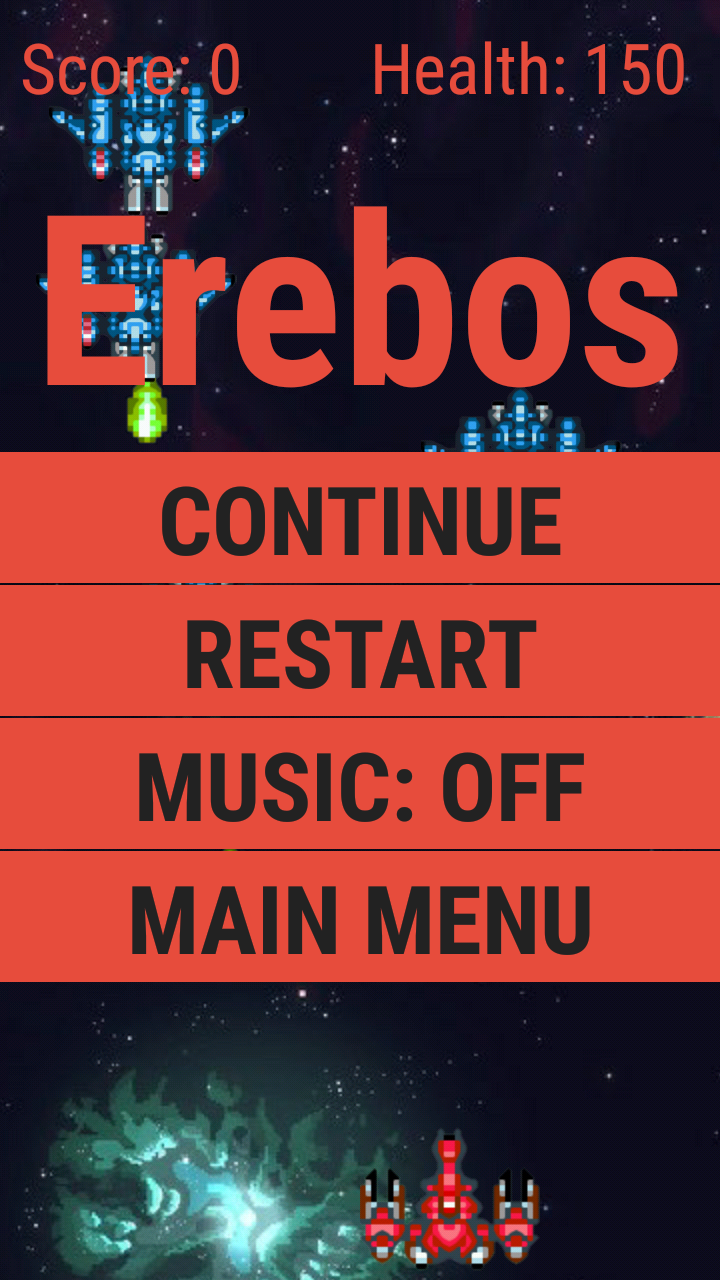 Score: 0 Health: 150
Erebos
CONTINUE
RESTART
MUSIC: OFF
MAIN MENU